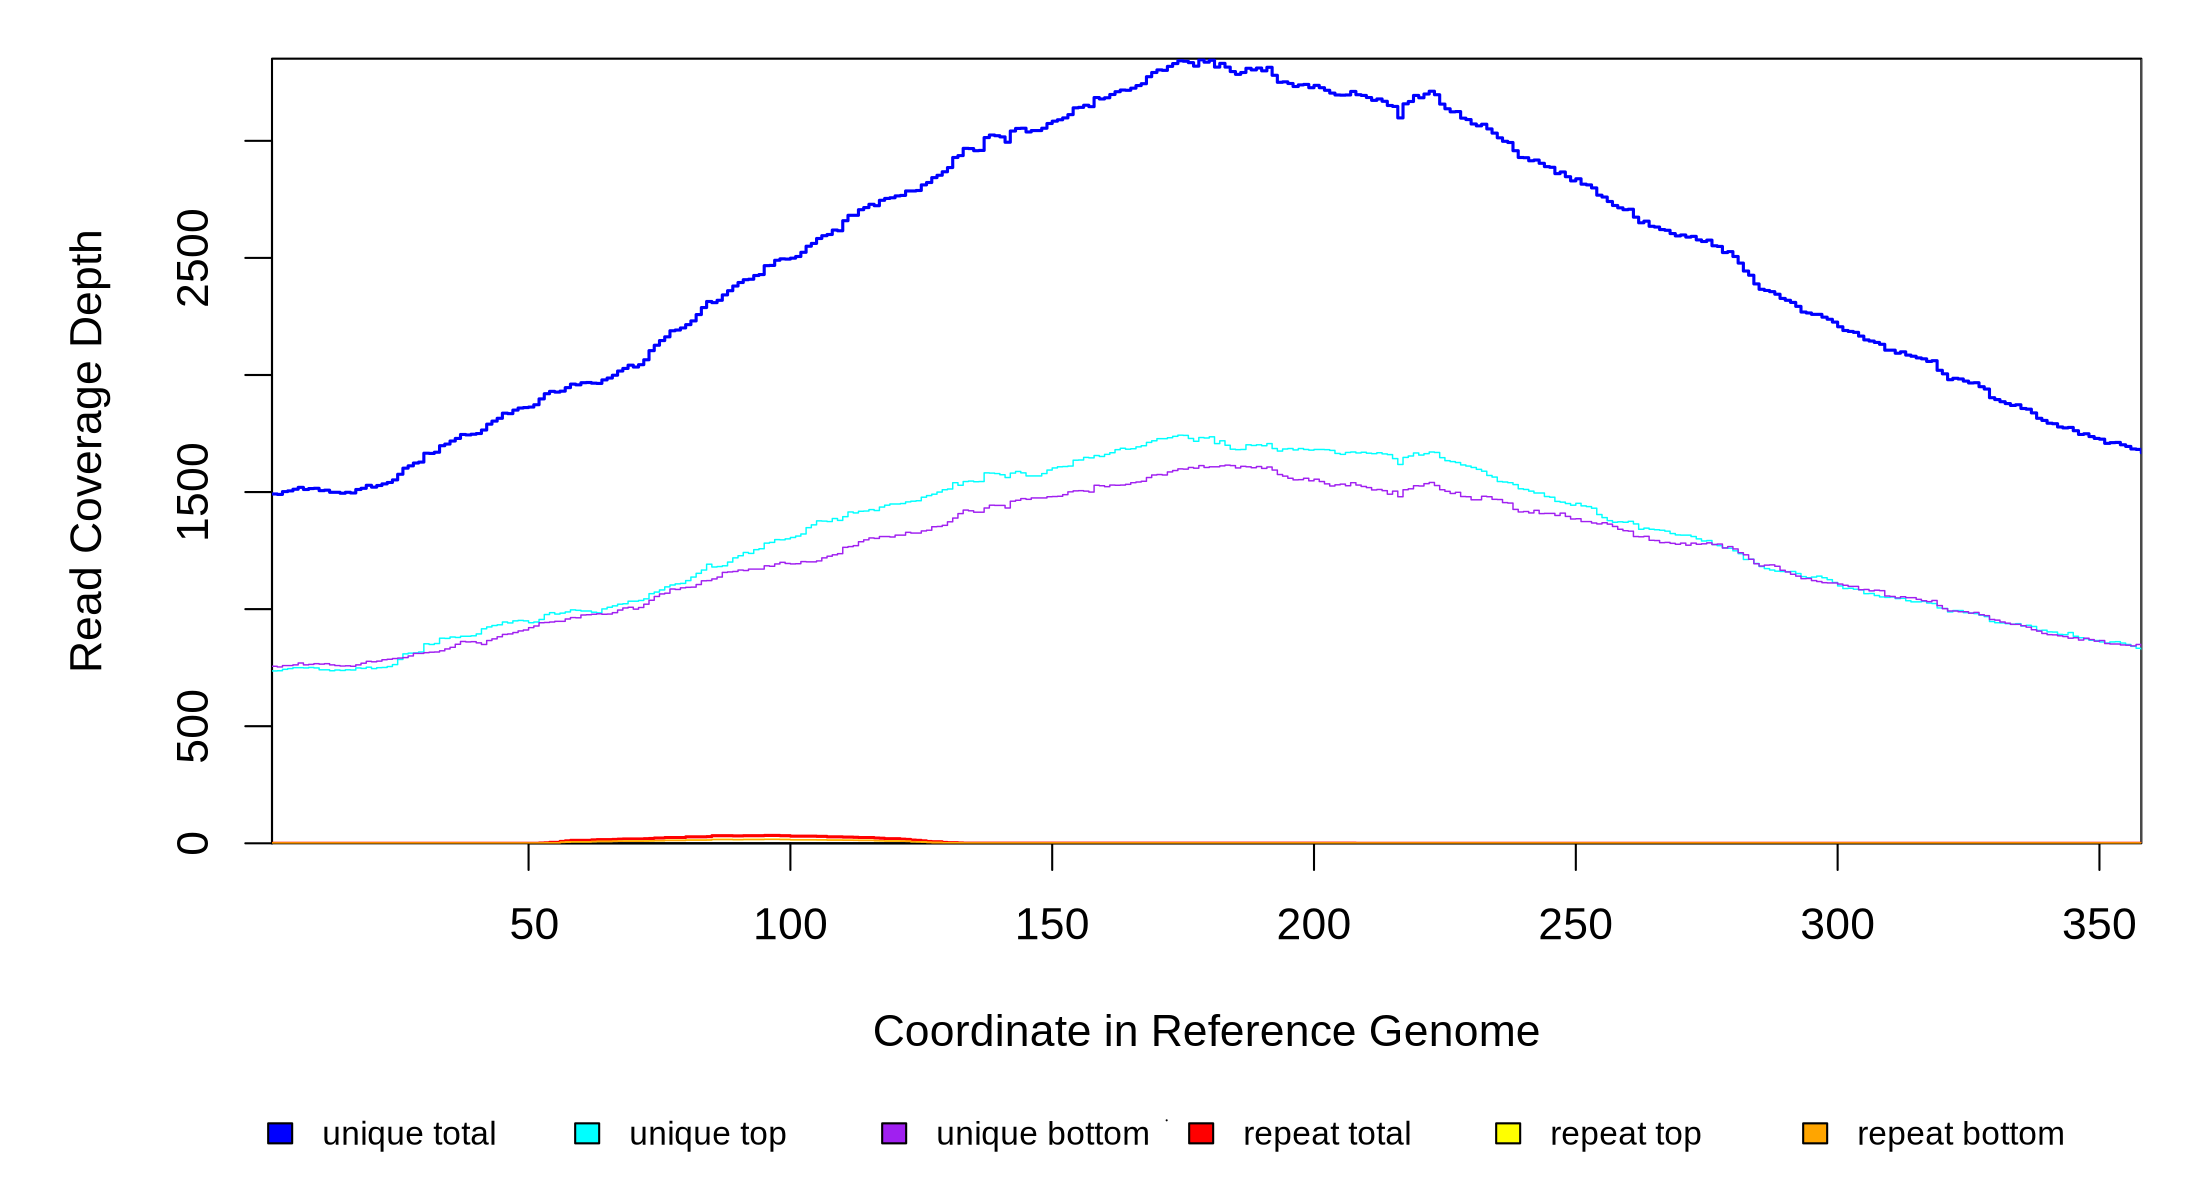 Read Coverage Depth
2500
1500
500
0
50 100 150 200 250 300 350
Coordinate in Reference Genome
unique total unique top unique bottom repeat total repeat top repeat bottom